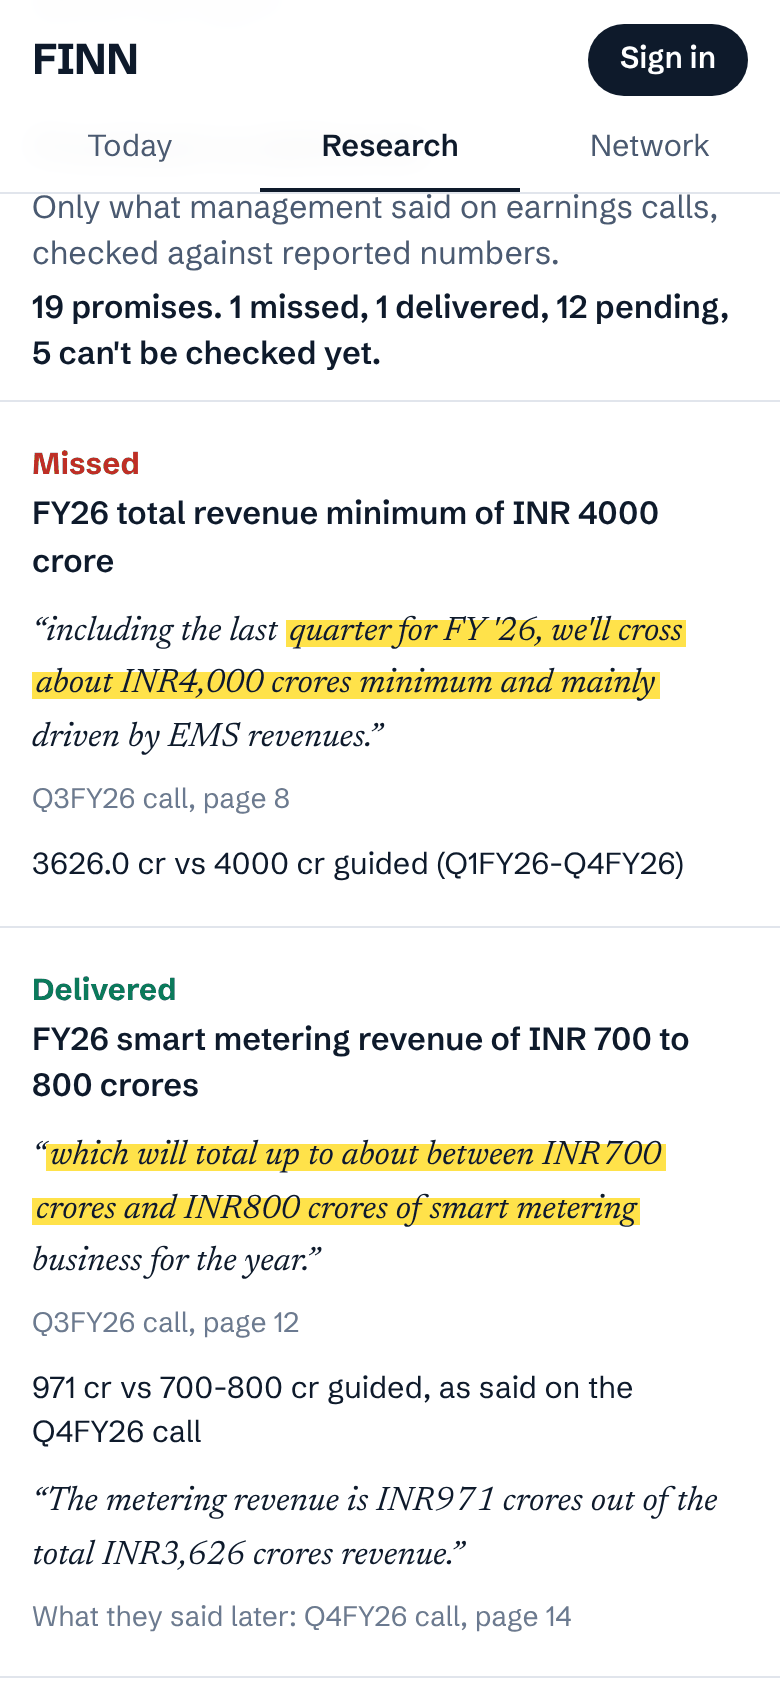 FINN
Sign in
Today
Research
Network
Only what management said on earnings calls,
checked against reported numbers.
19 promises. 1 missed, 1 delivered, 12 pending,
5 can't be checked yet.
Missed
FY26 total revenue minimum of INR 4000
crore
“including the last quarter for FY '26, we'll cross
about INR4,000 crores minimum and mainly
driven by EMS revenues.”
Q3FY26 call, page 8
3626.0 cr vs 4000 cr guided (Q1FY26-Q4FY26)
Delivered
FY26 smart metering revenue of INR 700 to
800 crores
“which will total up to about between INR700
crores and INR800 crores of smart metering
business for the year.”
Q3FY26 call, page 12
971 cr vs 700-800 cr guided, as said on the
Q4FY26 call
“The metering revenue is INR971 crores out of the
total INR3,626 crores revenue.”
What they said later: Q4FY26 call, page 14